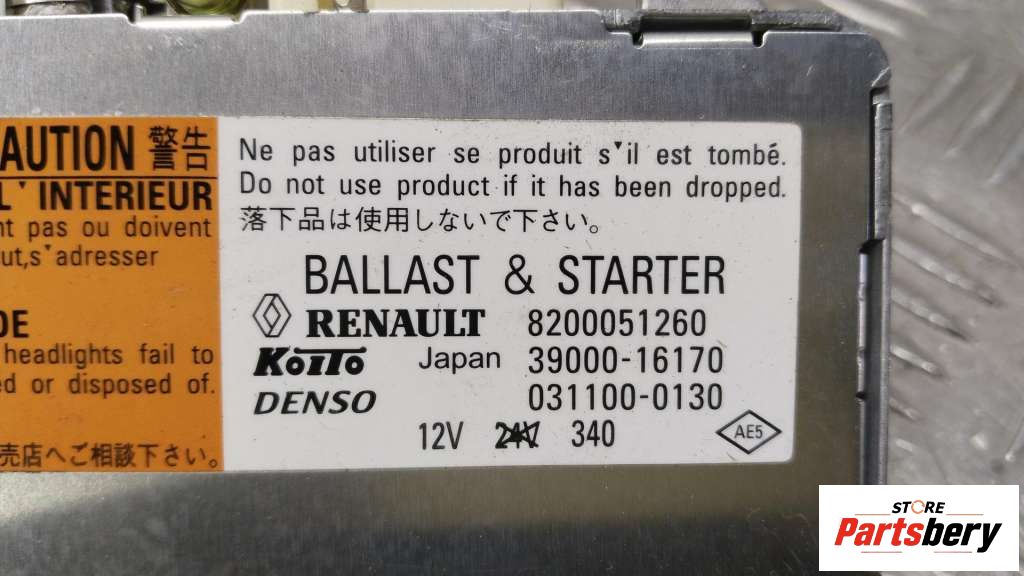 AUTION 警告
L'INTERIEUR
nt pas ou doivent
ut,s'adresser
DE
headlights fail to
ed or disposed of.
売店へご相談下さい。
Ne pas utiliser se produit s'il est tombé.
Do not use product if it has been dropped.
落下品は使用しないで下さい。
BALLAST & STARTER
RENAULT 8200051260
KOITO Japan 39000-16170
DENSO 031100-0130
12V 24V 340
AE5
STORE
Partsbery